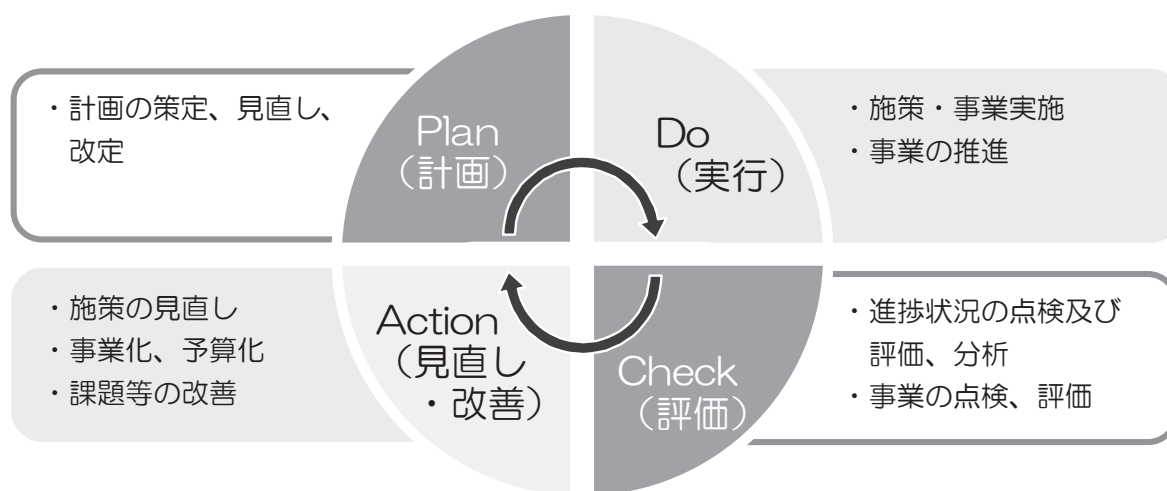 ・計画の策定、見直し、
改定
Plan
（計画）
Do
（実行）
・施策・事業実施
・事業の推進
・施策の見直し
・事業化、予算化
・課題等の改善
Action
（見直し
・改善）
Check
（評価）
・進捗状況の点検及び
評価、分析
・事業の点検、評価